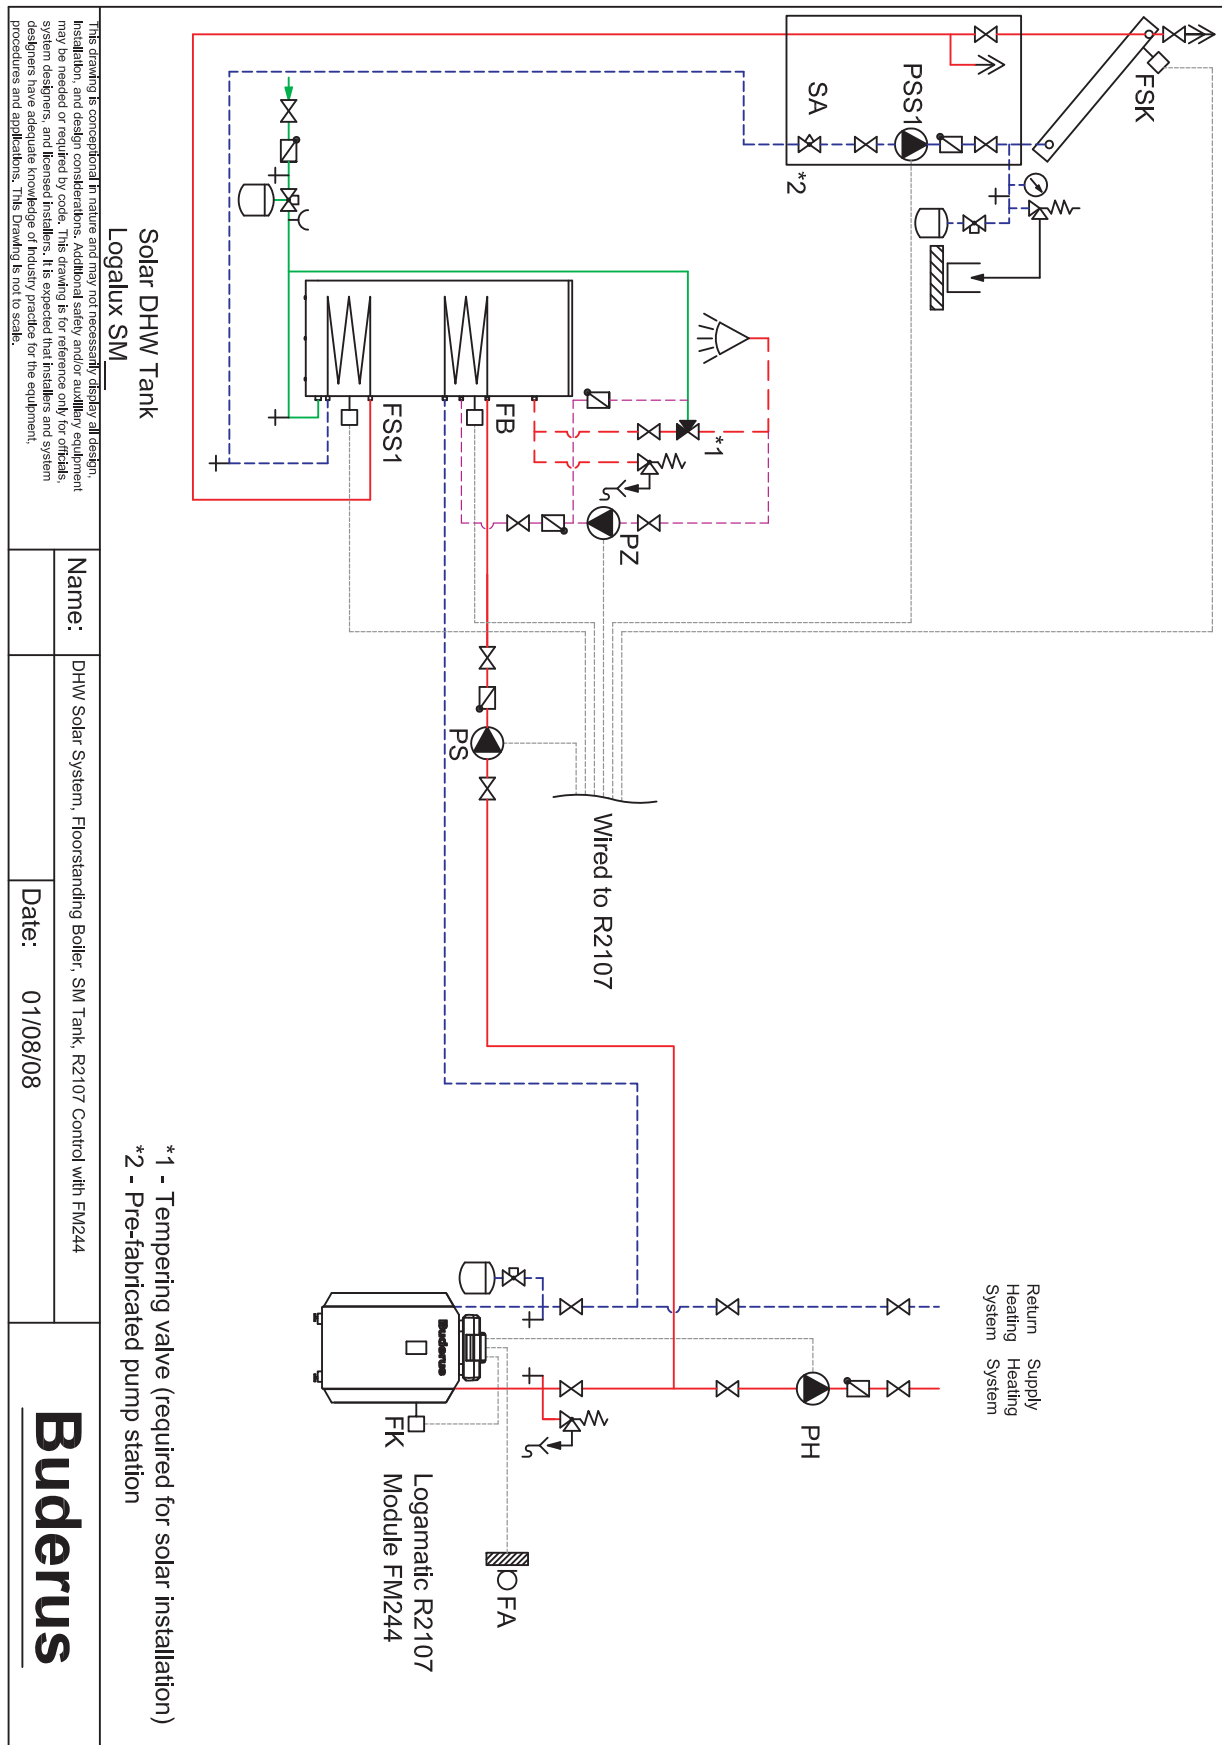 FSK
PSS1
SA
*2
*1
PZ
FB
FSS1
Solar DHW Tank
Logalux SM__
PS
Wired to R2107
Return
Heating
System
Supply
Heating
System
PH
FK
FA
Buderus
Logamatic R2107
Module FM244
*1 - Tempering valve (required for solar installation)
*2 - Pre-fabricated pump station
This drawing is conceptional in nature and may not necessarily display all design,
installation, and design considerations. Additional safety and/or auxiliary equipment
may be needed or required by code. This drawing is for reference only for officials,
system designers, and licensed installers. It is expected that installers and system
designers have adequate knowledge of industry practice for the equipment,
procedures and applications. This Drawing is not to scale.
Name:
DHW Solar System, Floorstanding Boiler, SM Tank, R2107 Control with FM244
Date: 01/08/08
Buderus